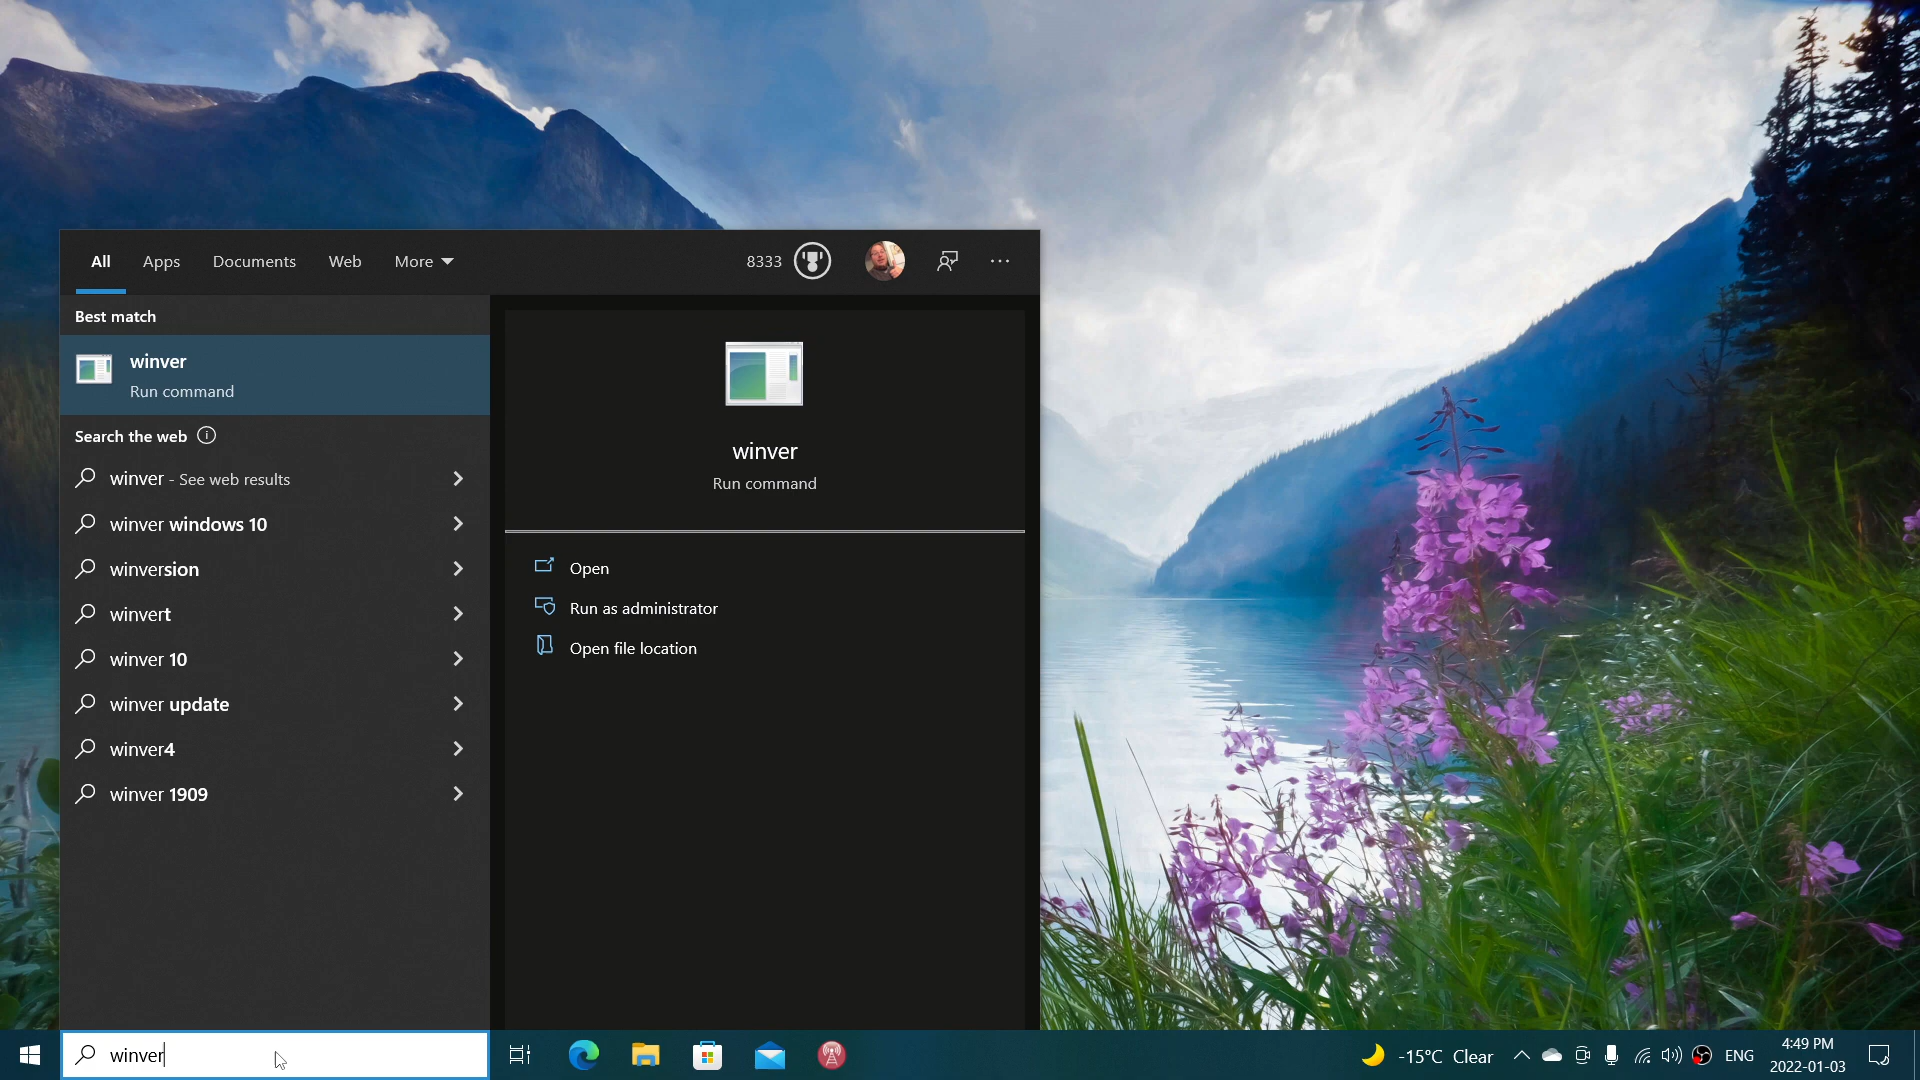 All Apps Documents Web More 8333
Best match
winver
Run command
Search the web
winver - See web results
winver windows 10
winversion
winvert
winver 10
winver update
winver4
winver 1909
winver
Run command
Open
Run as administrator
Open file location
winver
-15°C Clear
ENG
4:49 PM
2022-01-03